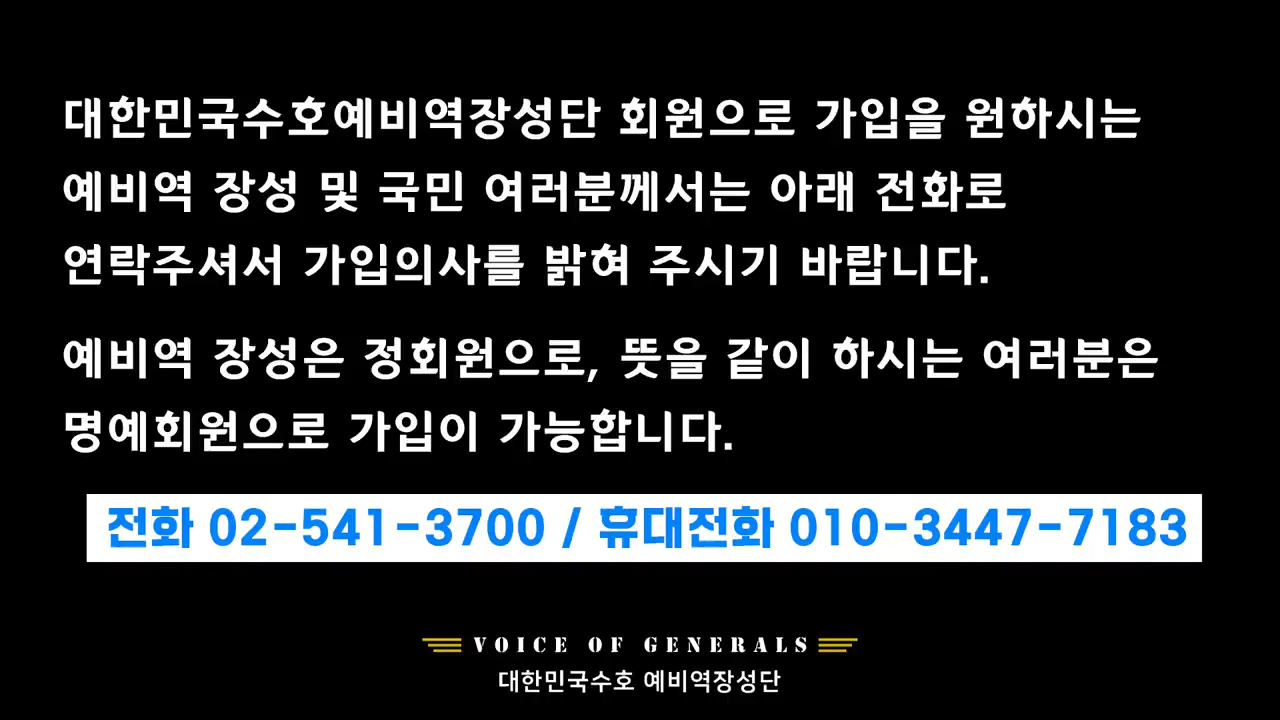 대한민국수호예비역장성단 회원으로 가입을 원하시는
예비역 장성 및 국민 여러분께서는 아래 전화로
연락주셔서 가입의사를 밝혀 주시기 바랍니다.
예비역 장성은 정회원으로, 뜻을 같이 하시는 여러분은
명예회원으로 가입이 가능합니다.
전화 02-541-3700 / 휴대전화 010-3447-7183
VOICE OF GENERALS
대한민국수호 예비역장성단